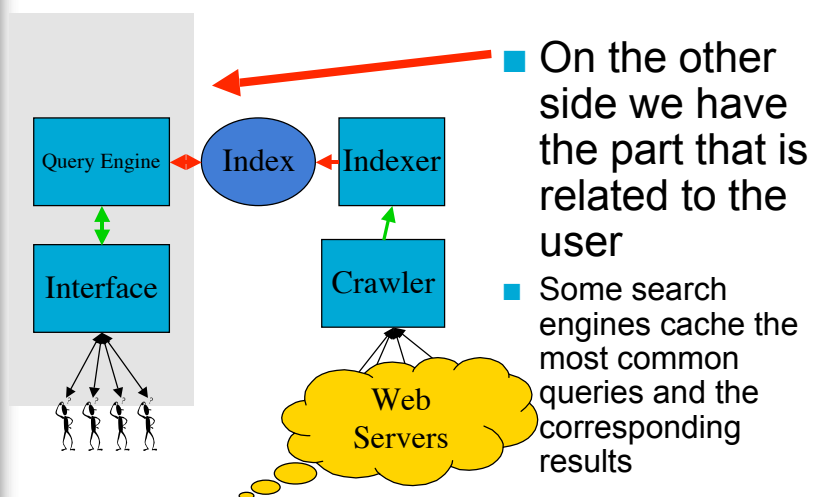 On the other
side we have
the part that is
related to the
user
Some search
engines cache the
most common
queries and the
corresponding
results
Query Engine
Index
Indexer
Interface
Crawler
Web
Servers
? ? ? ?